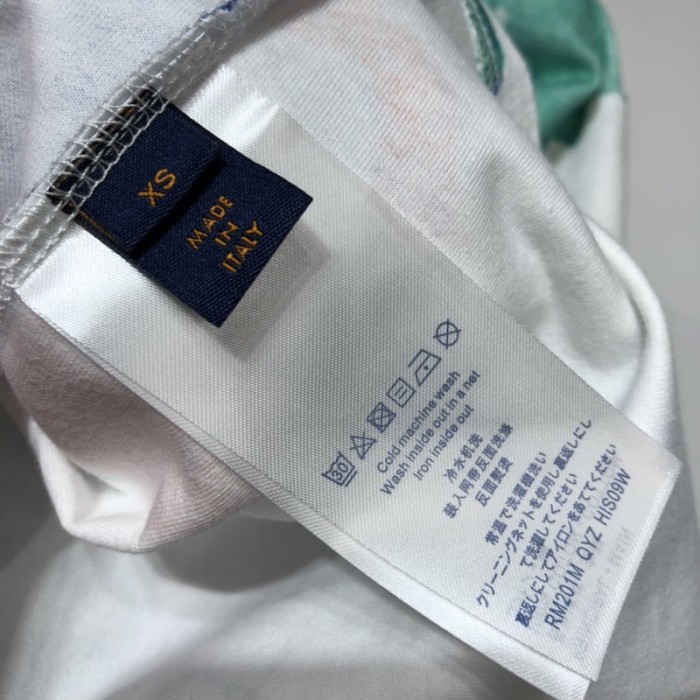 XS
MADE
IN
ITALY
30
Cold machine wash
Wash inside out in a net
Iron inside out
冷水机洗
装入网带反面洗涤
反面熨烫
常温で洗濯機洗い
クリーニングネットを使用し裏返しにし
て洗濯してください
裏返しにしてアイロンをあててください
RM201M QYZ HIS09W